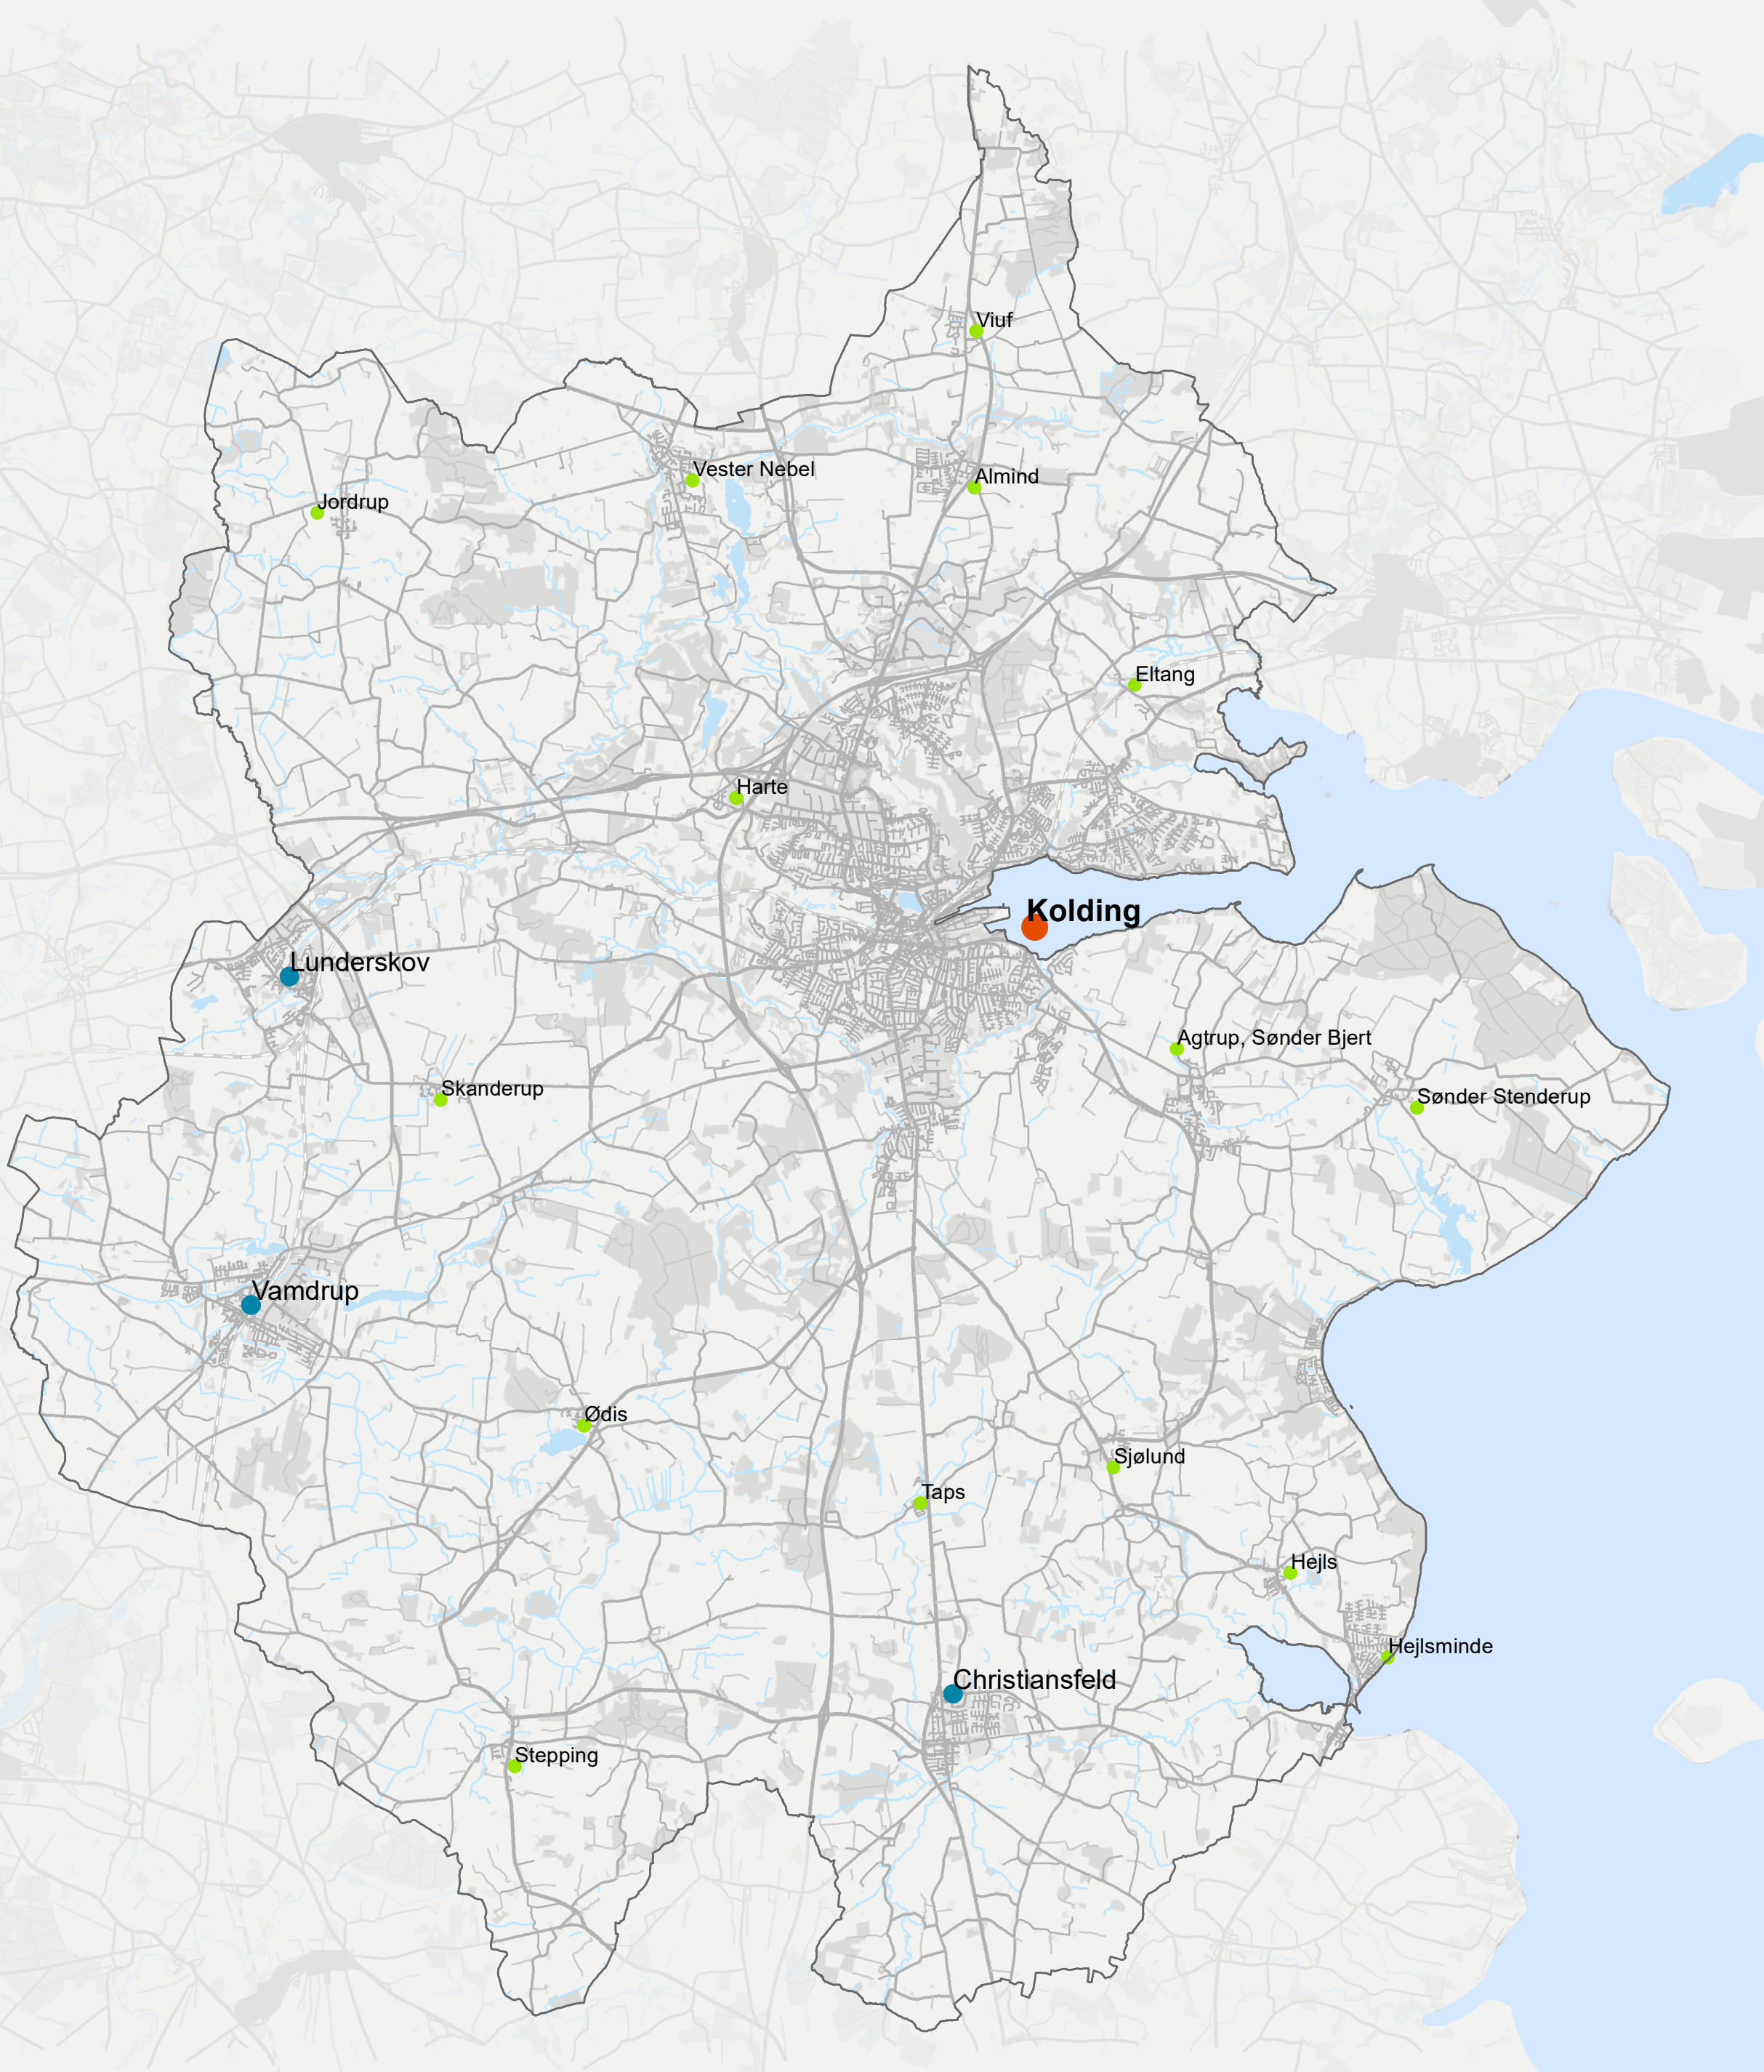 Viuf
Vester Nebel
Almind
Jordrup
Eltang
Harte
Kolding
Lunderskov
Agtrup, Sønder Bjert
Skanderup
Sønder Stenderup
Vamdrup
Ødis
Sjølund
Taps
Hejls
Hejlsminde
Christiansfeld
Stepping